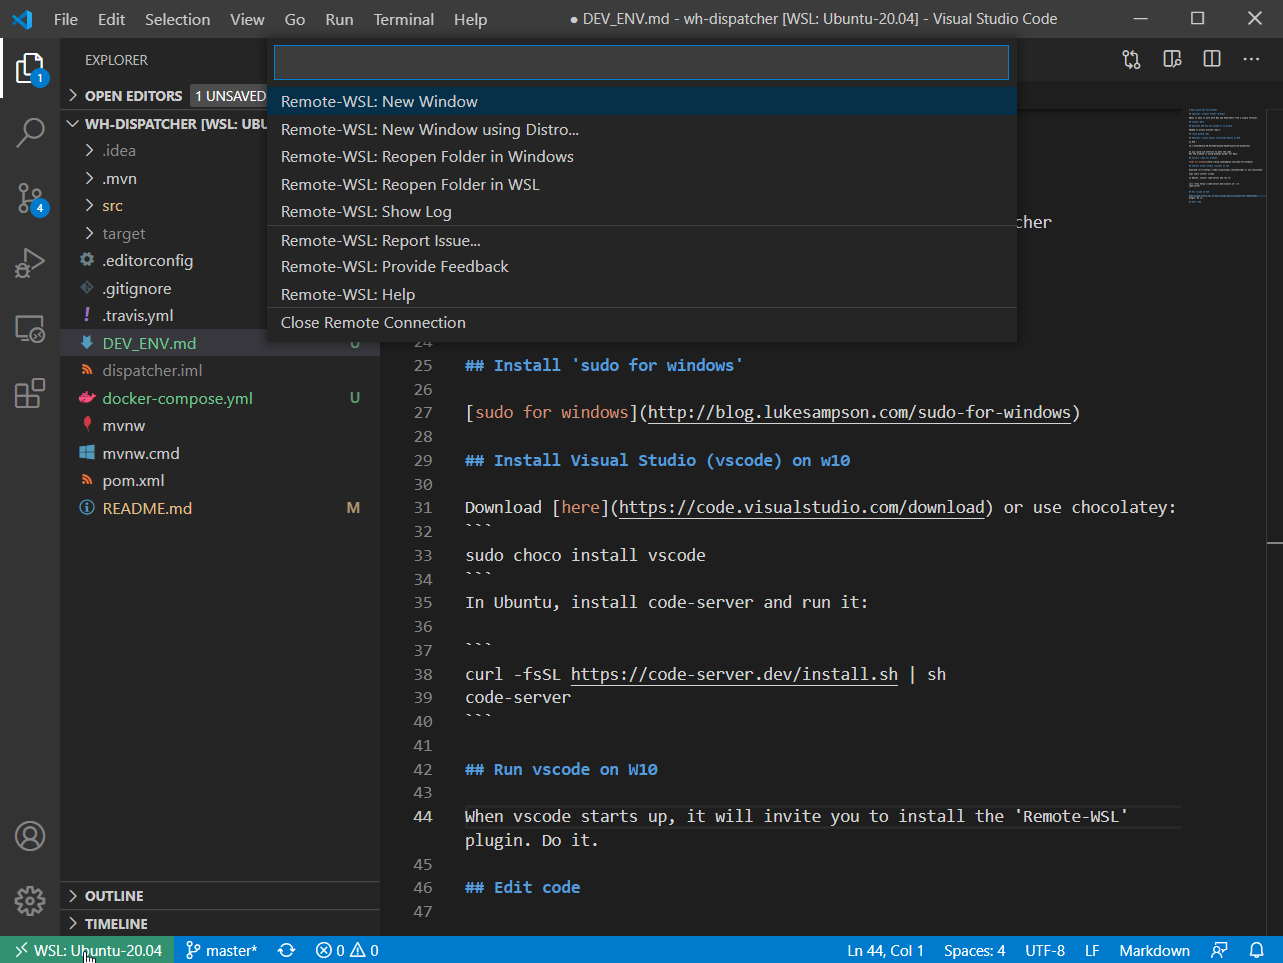 File Edit Selection View Go Run Terminal Help ● DEV_ENV.md - wh-dispatcher [WSL: Ubuntu-20.04] - Visual Studio Code
EXPLORER
OPEN EDITORS 1 UNSAVED
WH-DISPATCHER [WSL: UBU
.idea
.mvn
src
target
.editorconfig
.gitignore
.travis.yml
DEV_ENV.md U
dispatcher.iml
docker-compose.yml U
mvnw
mvnw.cmd
pom.xml
README.md M
OUTLINE
TIMELINE
1
4
Remote-WSL: New Window
Remote-WSL: New Window using Distro...
Remote-WSL: Reopen Folder in Windows
Remote-WSL: Reopen Folder in WSL
Remote-WSL: Show Log
Remote-WSL: Report Issue...
Remote-WSL: Provide Feedback
Remote-WSL: Help
Close Remote Connection
cher
24
25 ## Install 'sudo for windows'
26
27 [sudo for windows](http://blog.lukesampson.com/sudo-for-windows)
28
29 ## Install Visual Studio (vscode) on w10
30
31 Download [here](https://code.visualstudio.com/download) or use chocolatey:
32 ```
33 sudo choco install vscode
34 ```
35 In Ubuntu, install code-server and run it:
36
37 ```
38 curl -fsSL https://code-server.dev/install.sh | sh
39 code-server
40 ```
41
42 ## Run vscode on W10
43
44 When vscode starts up, it will invite you to install the 'Remote-WSL'
plugin. Do it.
45
46 ## Edit code
47
WSL: Ubuntu-20.04 master* 0 0 Ln 44, Col 1 Spaces: 4 UTF-8 LF Markdown